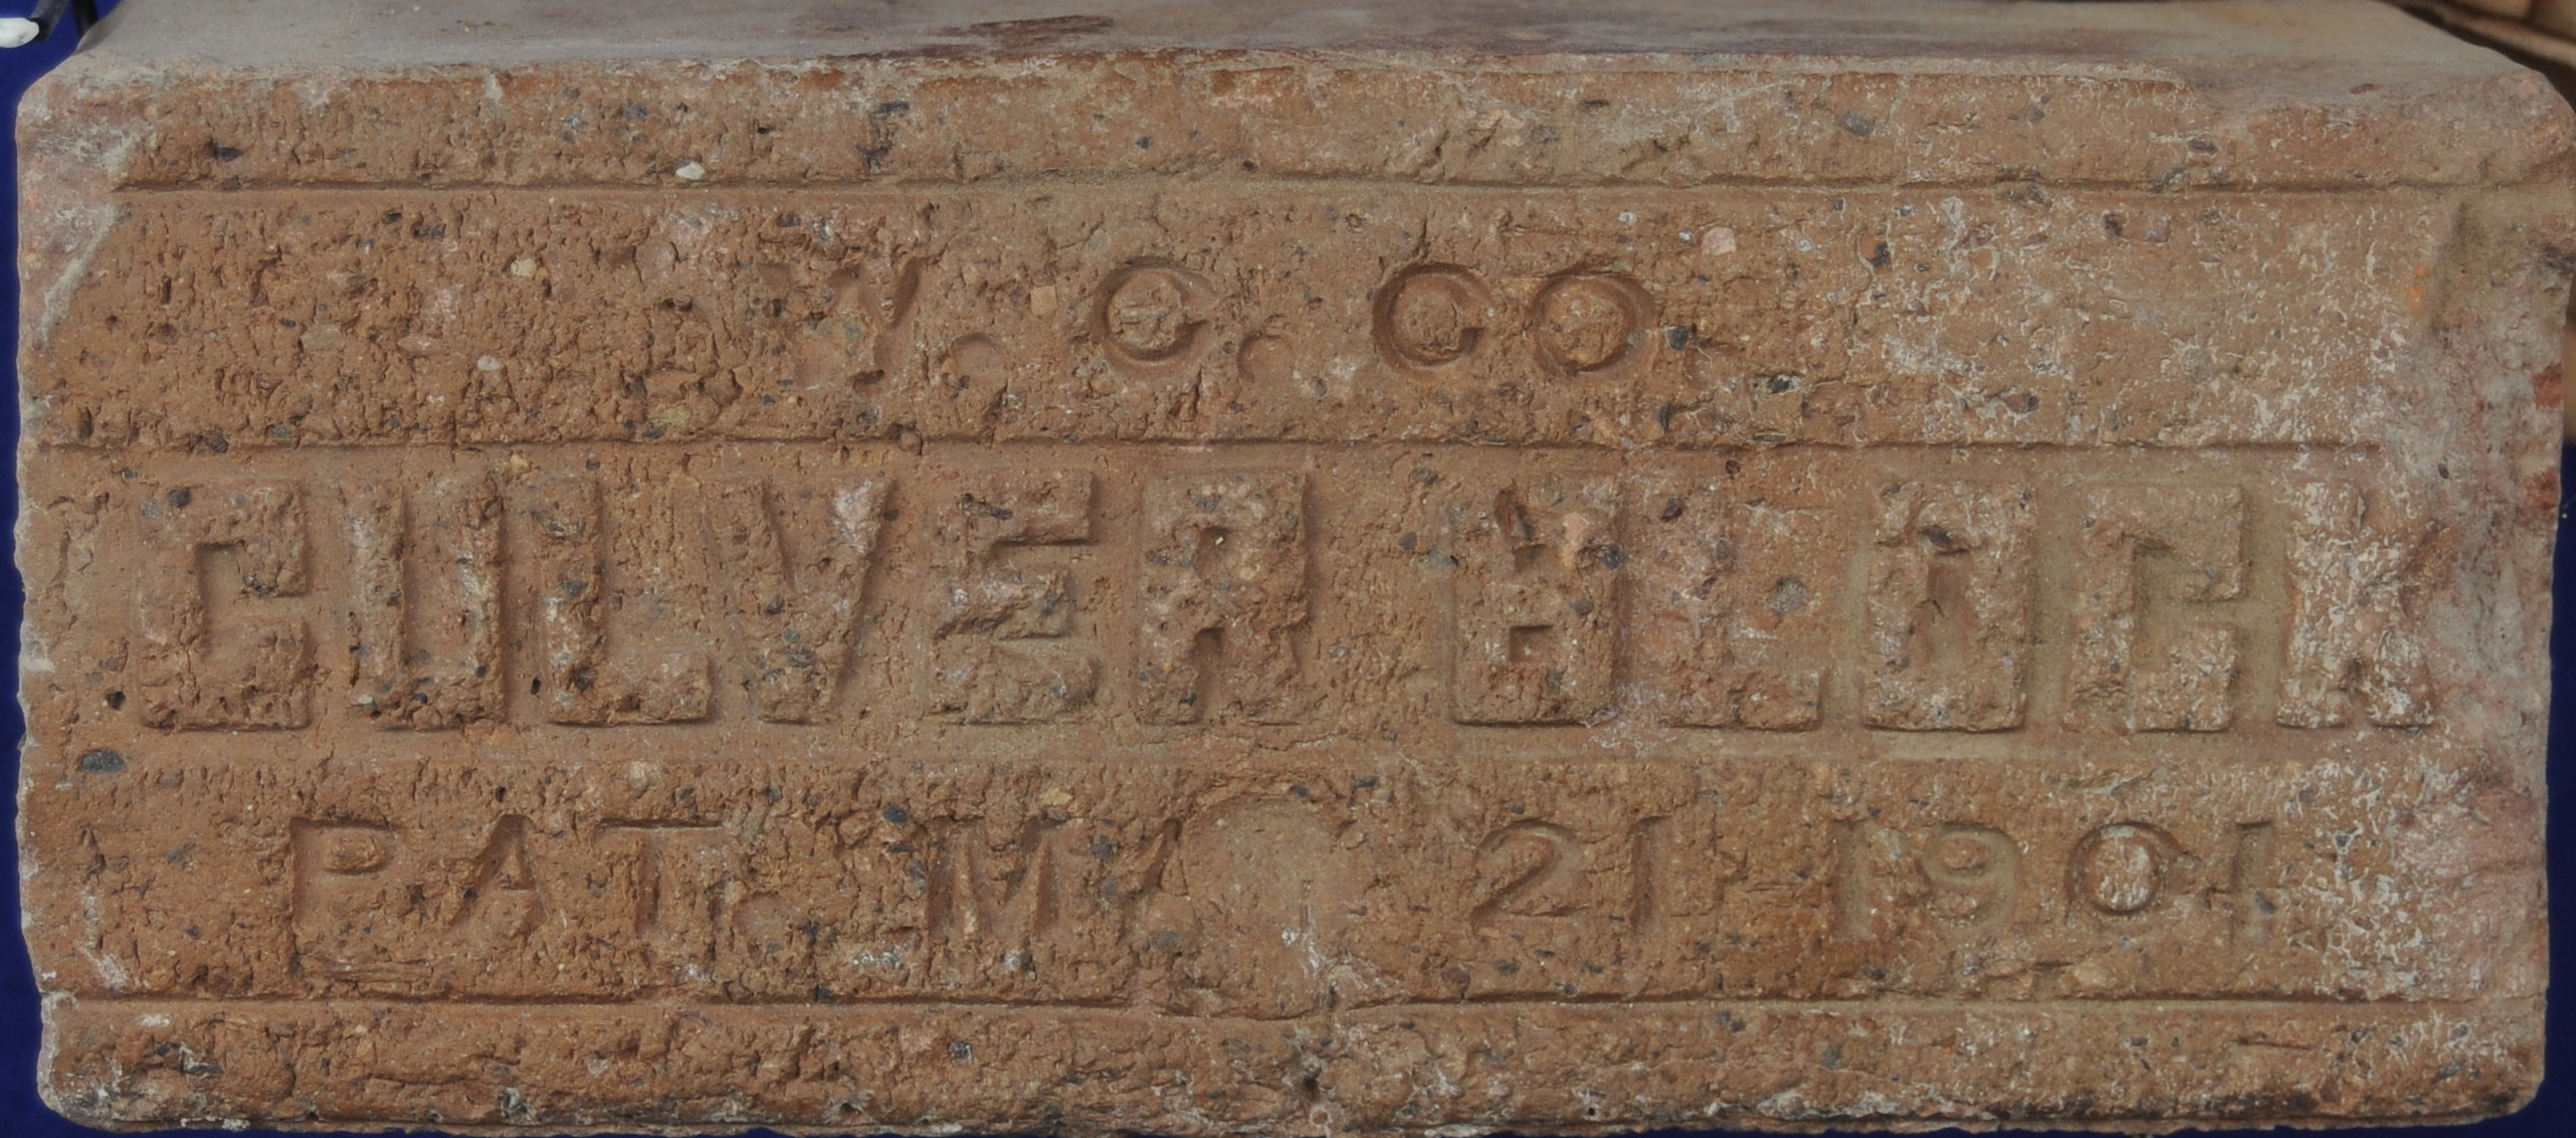 Y. C. CO
CULVER BLOCK
PAT. 21 1901